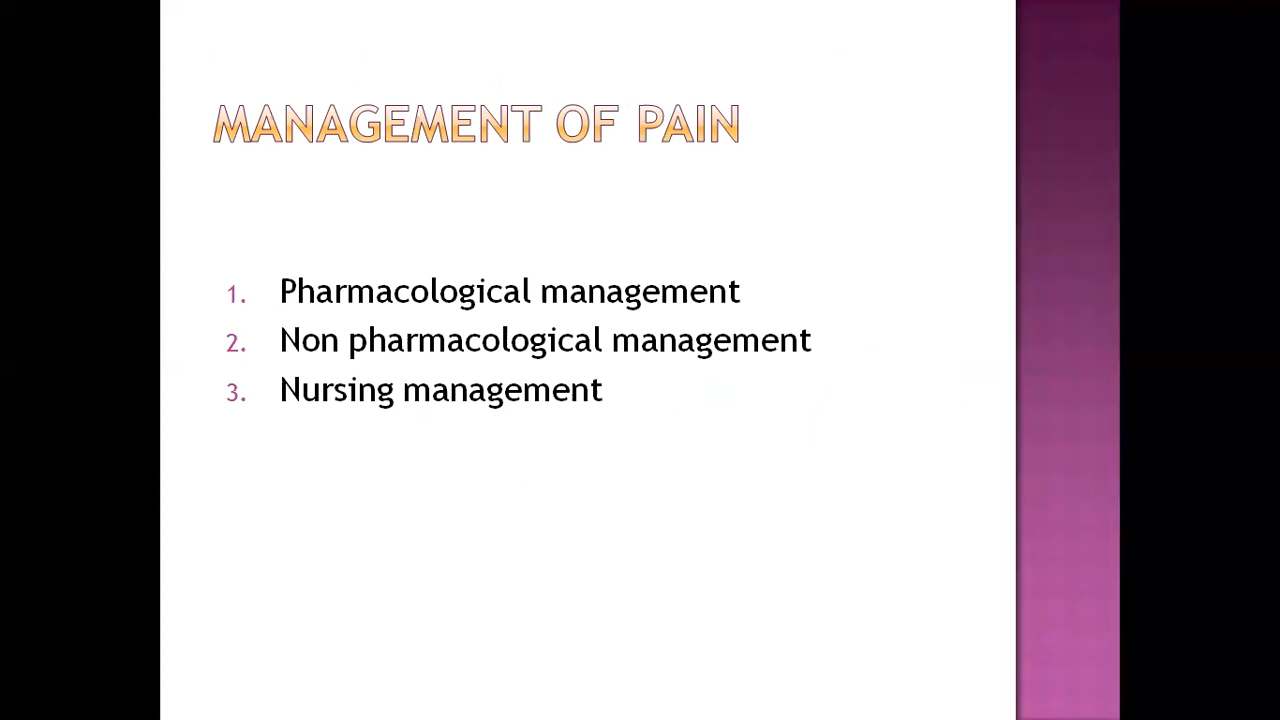 MANAGEMENT OF PAIN
1. Pharmacological management
2. Non pharmacological management
3. Nursing management